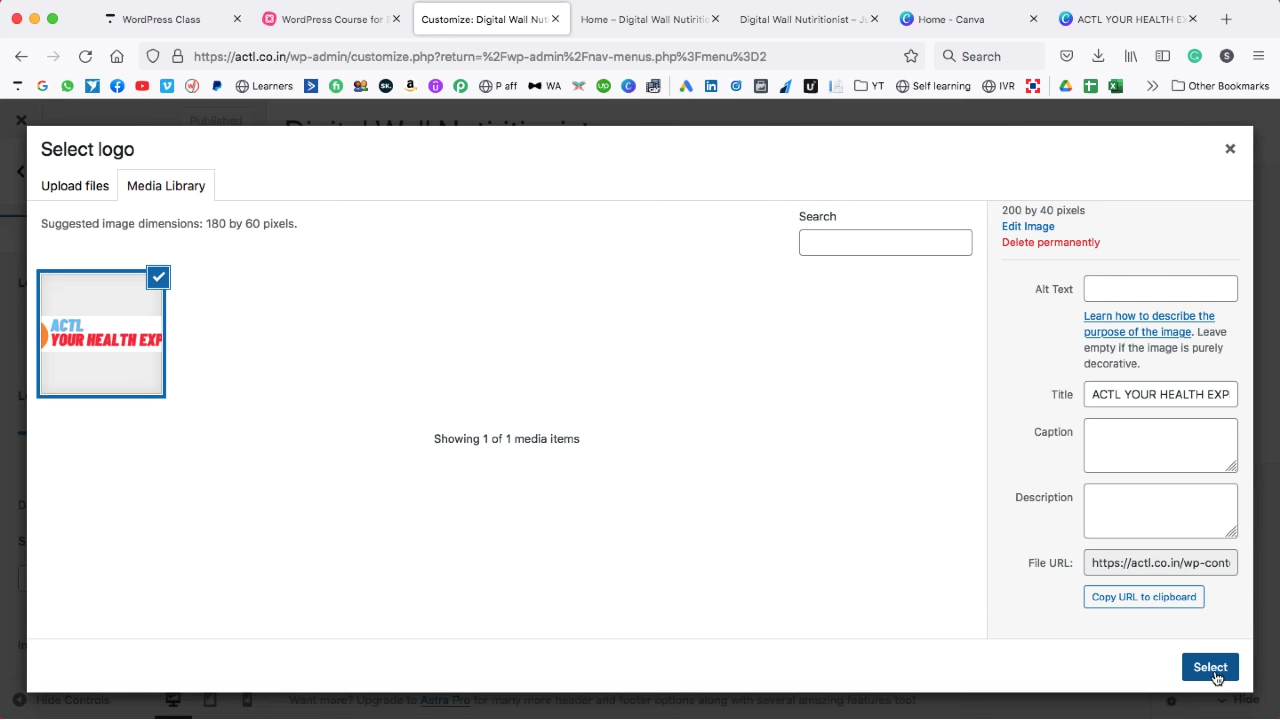 WordPress Class
WordPress Course for E
Customize: Digital Wall Nut
Home – Digital Wall Nutiritio
Digital Wall Nutiritionist – Ju
Home - Canva
ACTL YOUR HEALTH EX
https://actl.co.in/wp-admin/customize.php?return=%2Fwp-admin%2Fnav-menus.php%3Fmenu%3D2
Search
Learners
P aff
WA
YT
Self learning
IVR
Other Bookmarks
Published
Select logo
Upload files
Media Library
Suggested image dimensions: 180 by 60 pixels.
Search
ACTL
YOUR HEALTH EXP
Showing 1 of 1 media items
200 by 40 pixels
Edit Image
Delete permanently
Alt Text
Learn how to describe the
purpose of the image. Leave
empty if the image is purely
decorative.
Title
ACTL YOUR HEALTH EXP
Caption
Description
File URL:
https://actl.co.in/wp-cont
Copy URL to clipboard
Select
Hide Controls
Want more? Upgrade to Astra Pro for many more header and footer options along with several amazing features too!
Hide